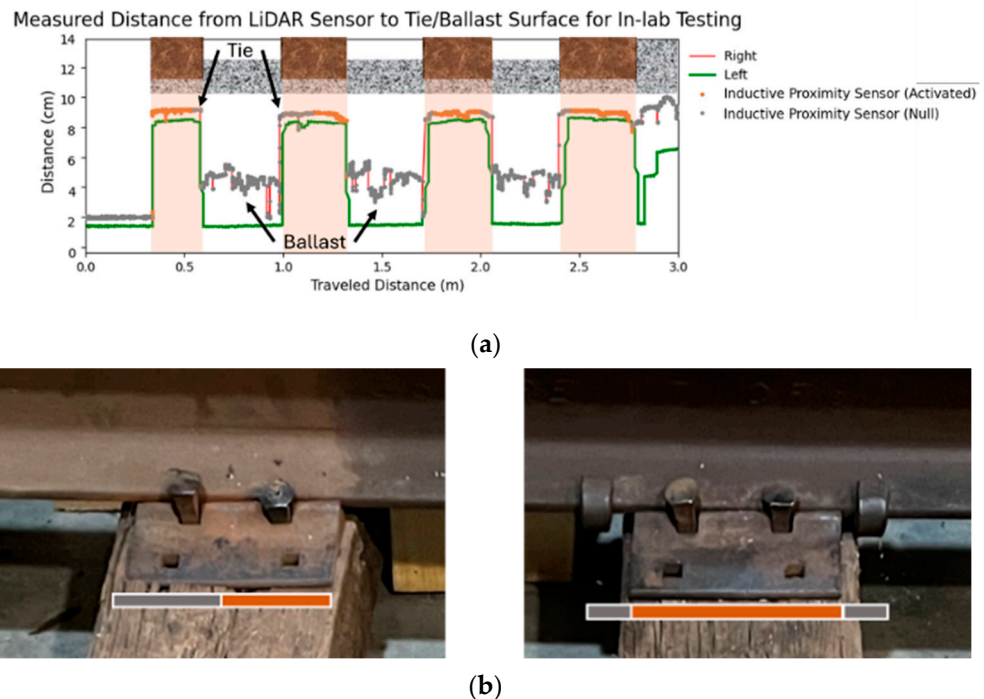 Measured Distance from LiDAR Sensor to Tie/Ballast Surface for In-lab Testing
14
12
10
8
6
4
2
0
Distance (cm)
Tie
Ballast
0.0 0.5 1.0 1.5 2.0 2.5 3.0
Traveled Distance (m)
Right
Left
Inductive Proximity Sensor (Activated)
Inductive Proximity Sensor (Null)
(a)
(b)